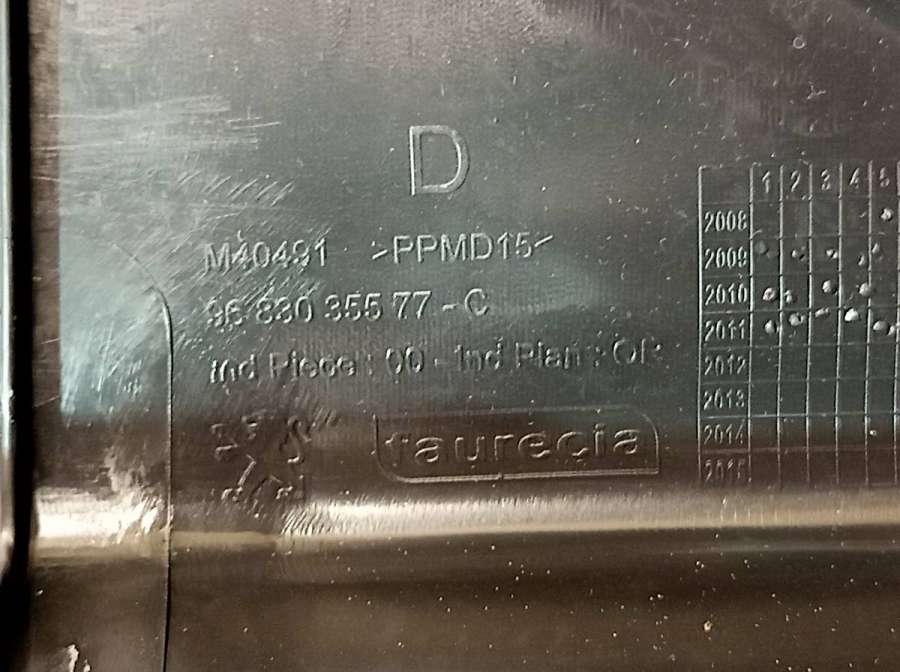 D
M40491 >PPMD15<
96 830 355 77 - C
Ind Piece : 00 - Ind Plan : OR
faurecia
1 2 3 4 5
2008
2009
2010
2011
2012
2013
2014
2015